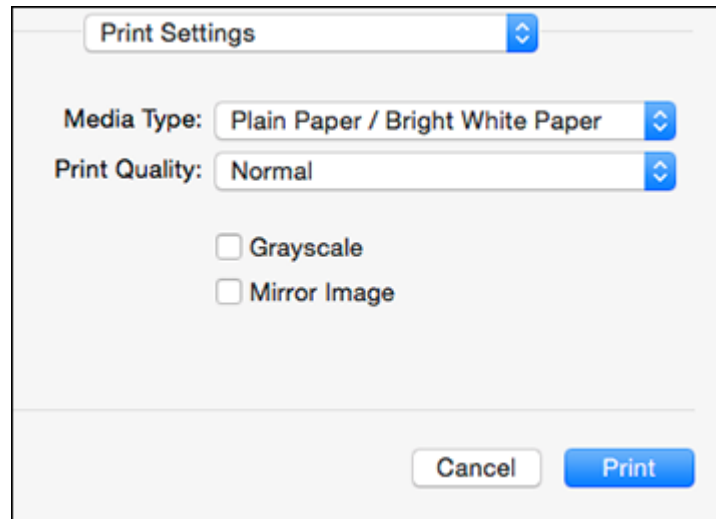 Print Settings
Media Type: Plain Paper / Bright White Paper
Print Quality: Normal
Grayscale
Mirror Image
Cancel Print